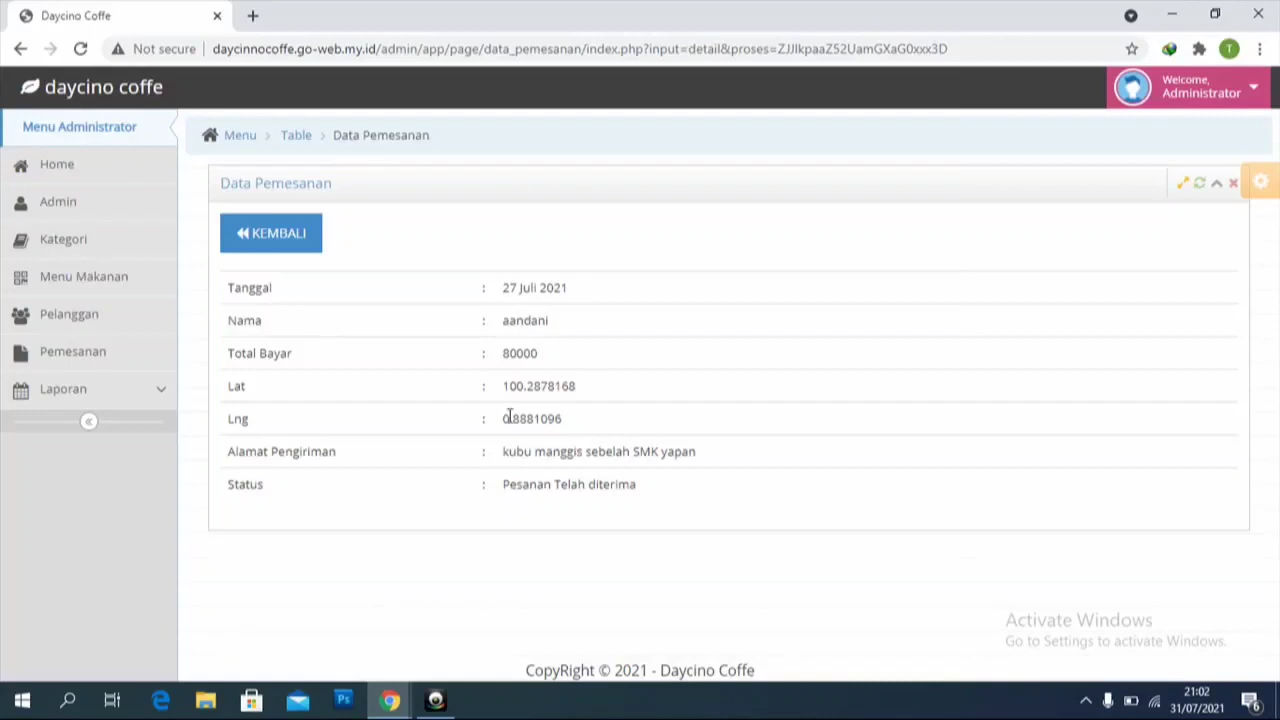 Daycino Coffe
Not secure
daycinnocoffe.go-web.my.id/admin/app/page/data_pemesanan/index.php?input=detail&proses=ZJJIkpaaZ52UamGXaG0xxx3D
T
daycino coffe
Welcome,
Administrator
Menu Administrator
Home
Admin
Kategori
Menu Makanan
Pelanggan
Pemesanan
Laporan
Menu > Table > Data Pemesanan
Data Pemesanan
KEMBALI
Tanggal : 27 Juli 2021
Nama : aandani
Total Bayar : 80000
Lat : 100.2878168
Lng : 0.8881096
Alamat Pengiriman : kubu manggis sebelah SMK yapan
Status : Pesanan Telah diterima
Activate Windows
Go to Settings to activate Windows.
CopyRight © 2021 - Daycino Coffe
Ps
21:02
31/07/2021
6